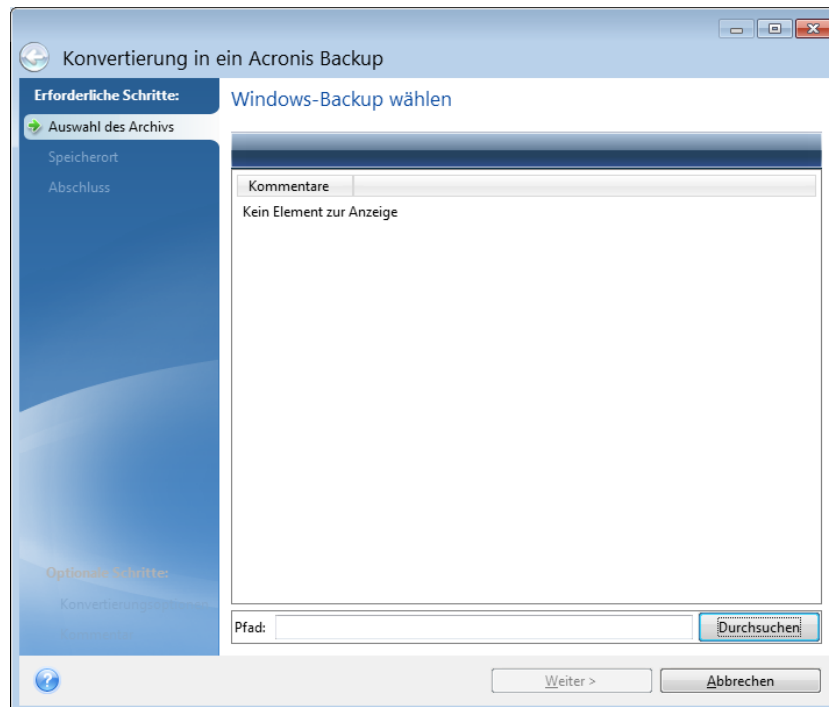 Konvertierung in ein Acronis Backup
Erforderliche Schritte:
Auswahl des Archivs
Speicherort
Abschluss
Optionale Schritte:
Windows-Backup wählen
Kommentare
Kein Element zur Anzeige
Pfad:
Durchsuchen
Weiter >
Abbrechen